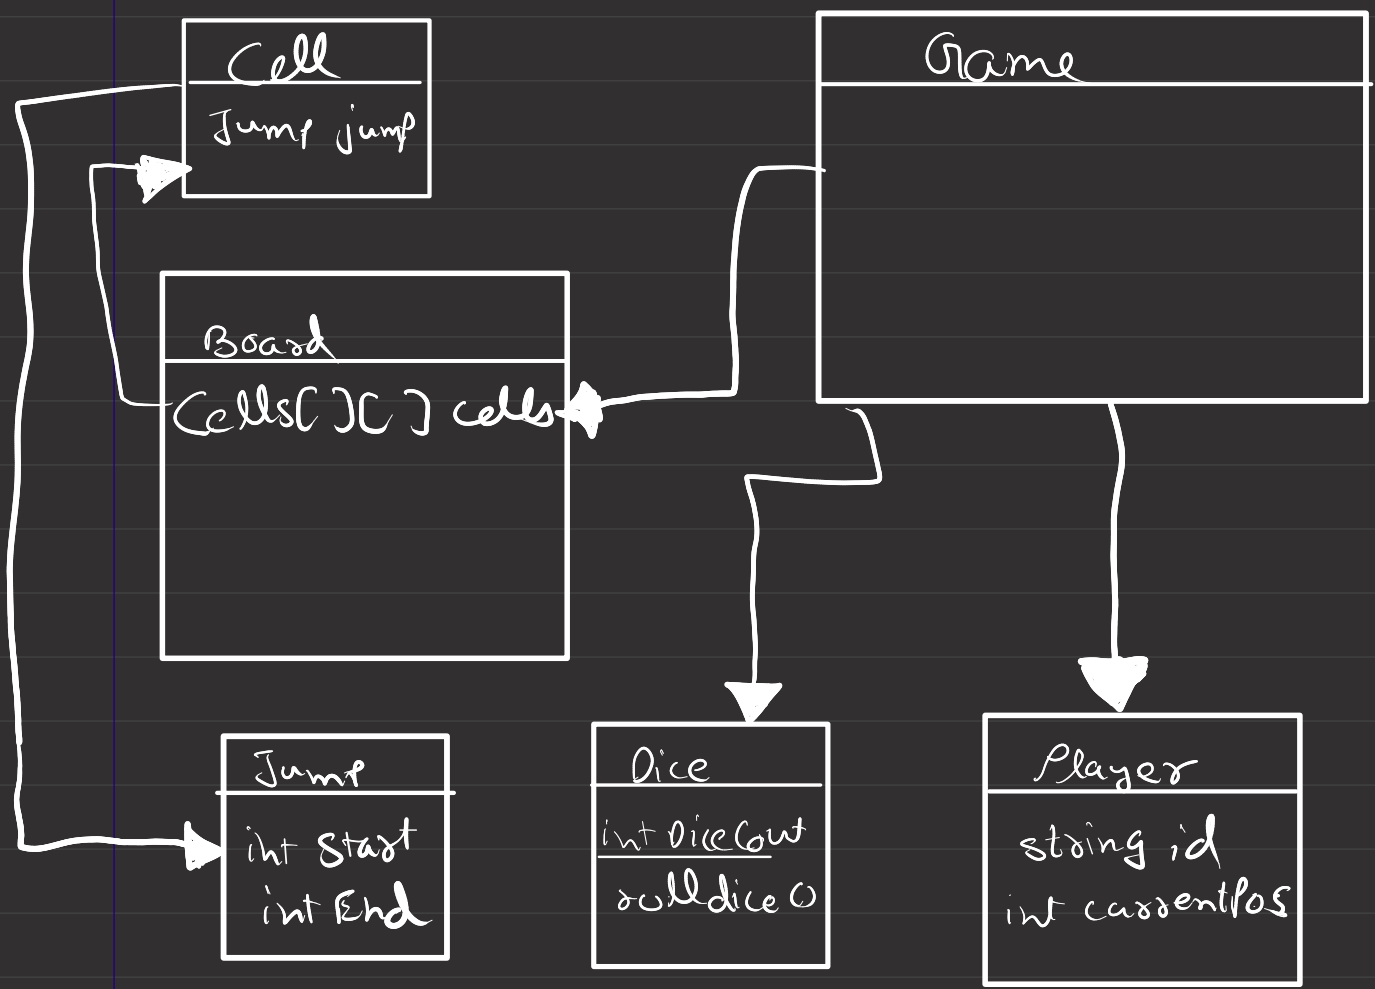 Cell
Jump jump
Game
Board
Cells[][] cells
Jump
int Start
int End
Dice
int DiceCout
rolldice()
Player
string id
int currentPos